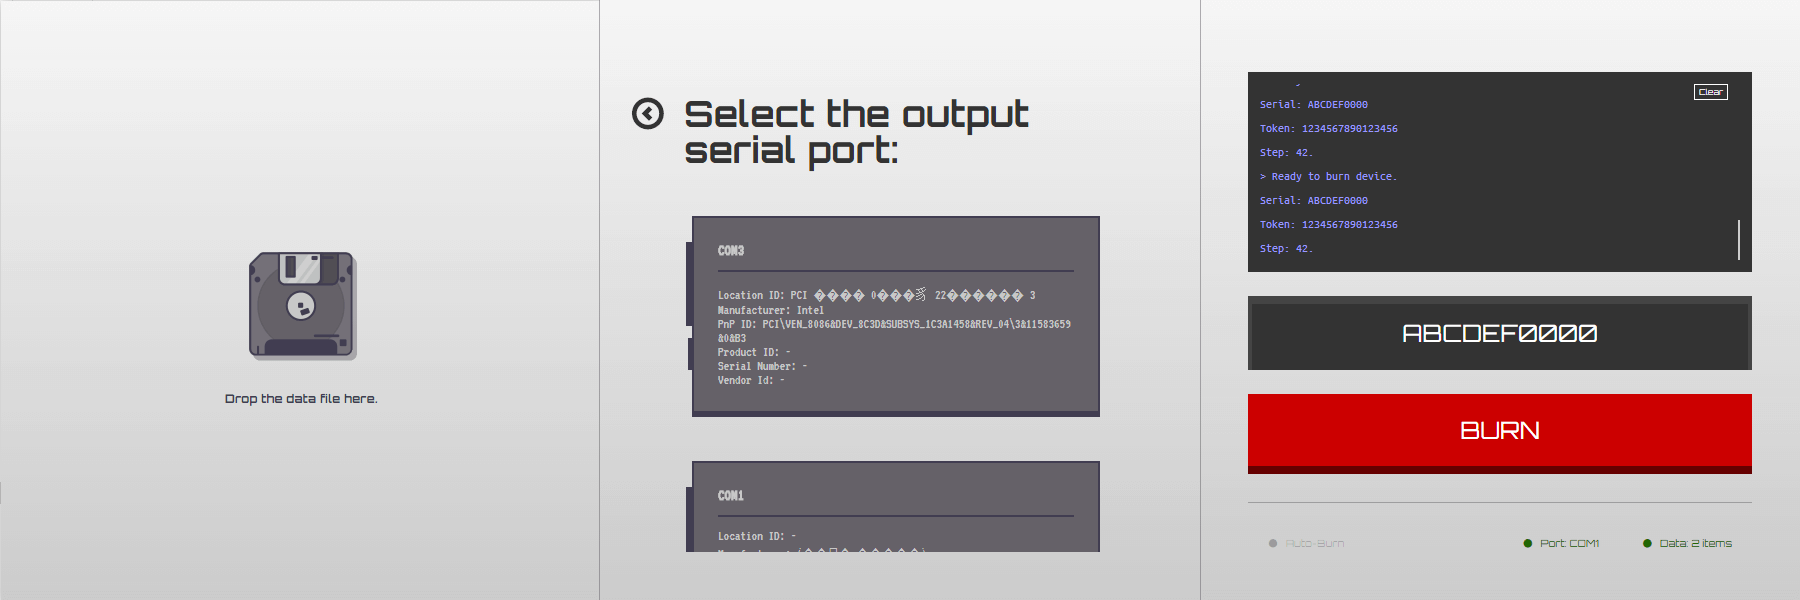 Drop the data file here.
Select the output
serial port:
COM3
Location ID: PCI ���� 0���豸 22������ 3
Manufacturer: Intel
PnP ID: PCI\VEN_8086&DEV_8C3D&SUBSYS_1C3A1458&REV_04\3&11583659
&0&B3
Product ID: -
Serial Number: -
Vendor Id: -
COM1
Location ID: -
Clear
Serial: ABCDEF0000
Token: 1234567890123456
Step: 42.
> Ready to burn device.
Serial: ABCDEF0000
Token: 1234567890123456
Step: 42.
ABCDEF0000
BURN
Auto-Burn
Port: COM1
Data: 2 items